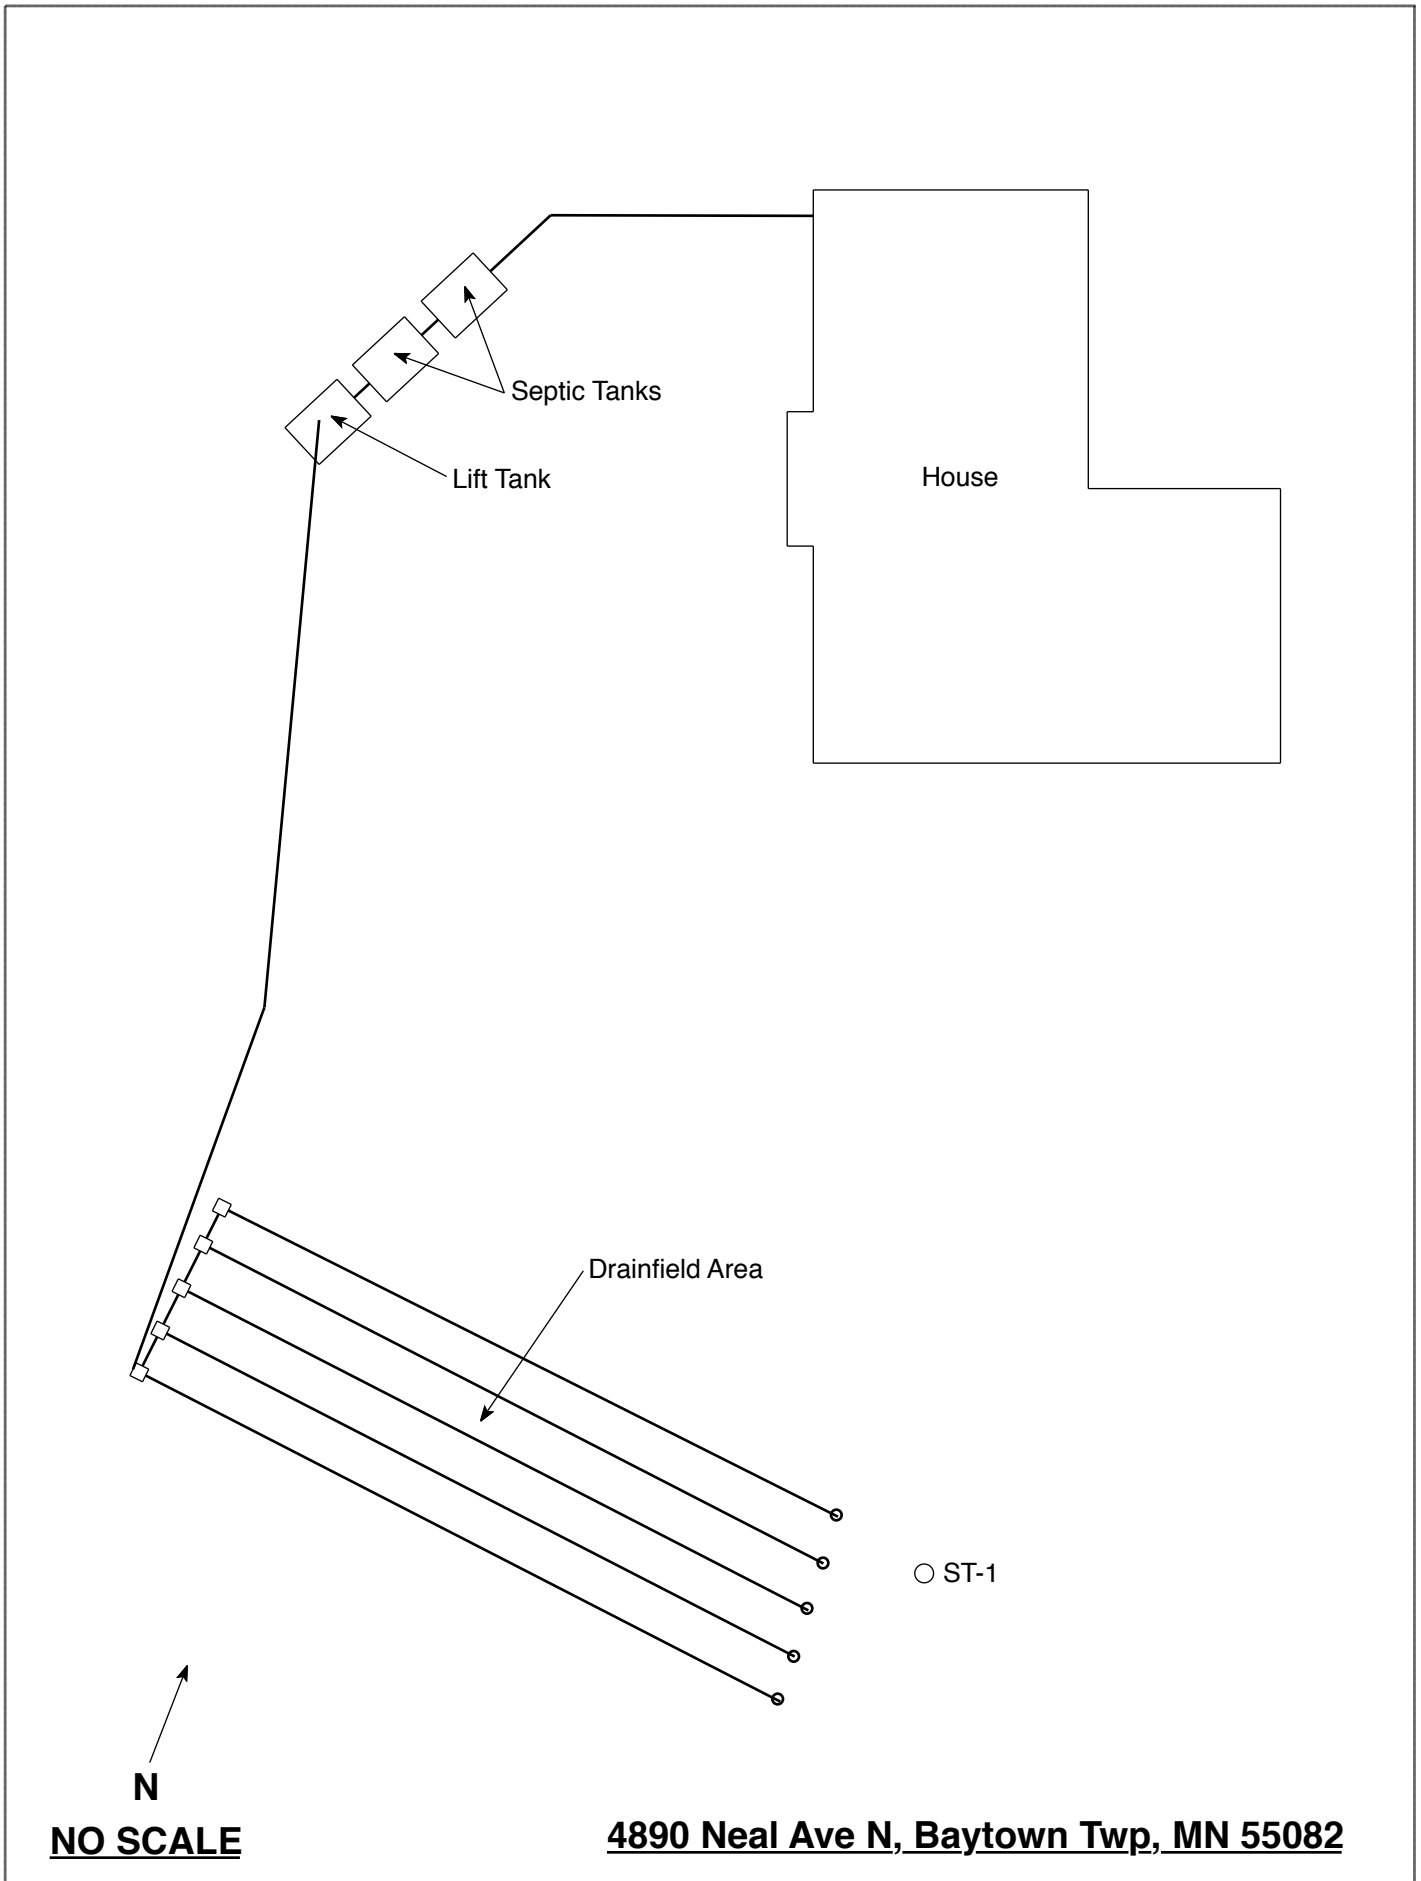 Septic Tanks
Lift Tank
House
Drainfield Area
ST-1
N
NO SCALE
4890 Neal Ave N, Baytown Twp, MN 55082